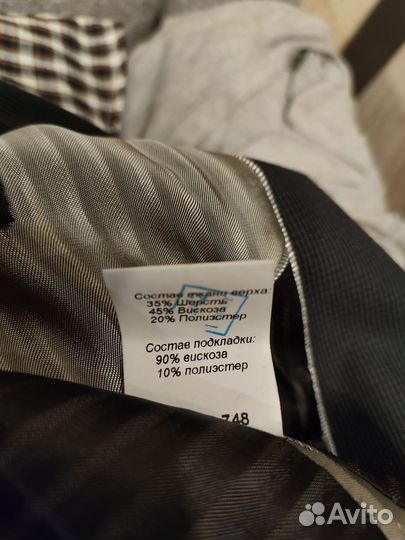 Состав ткани верха:
35% Шерсть
45% Вискоза
20% Полиэстер
Состав подкладки:
90% вискоза
10% полиэстер
748
Avito